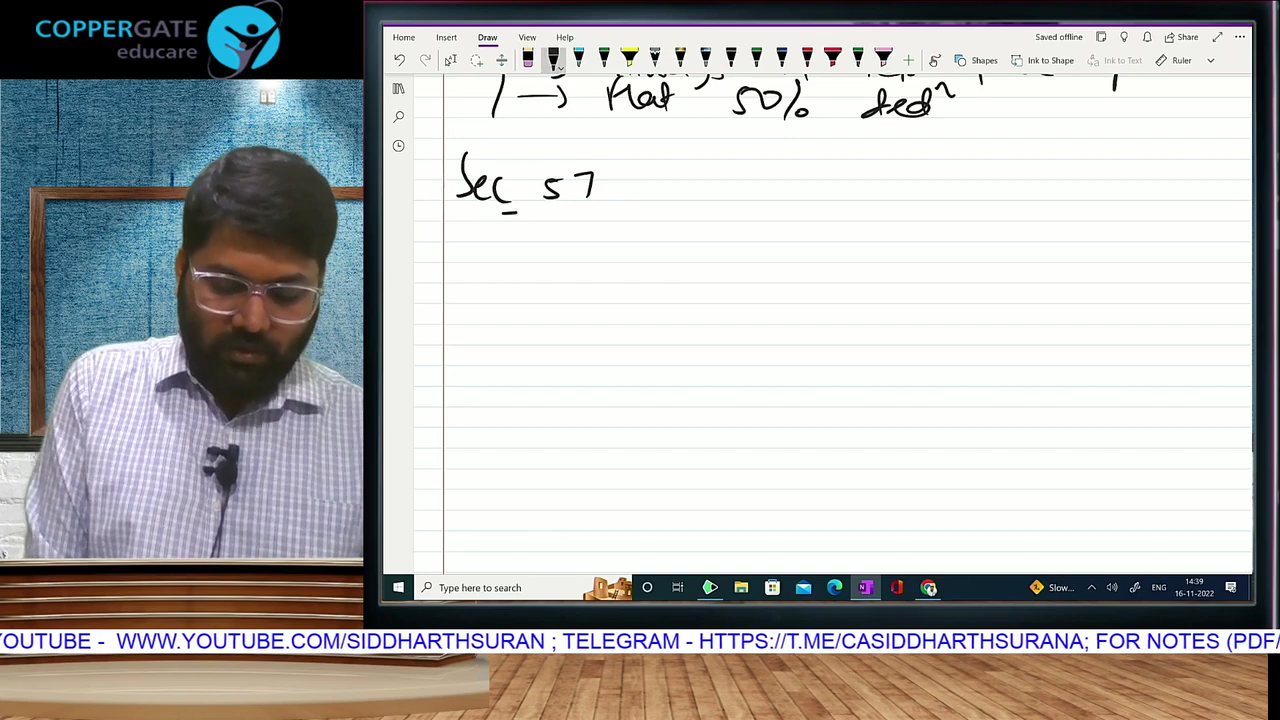 COPPERGATE
educare
Home Insert Draw View Help
Saved offline
Share
Shapes
Ink to Shape
Ink to Text
Ruler
→ Flat 50% dedⁿ
Sec 57
Type here to search
Slow...
ENG
14:39
16-11-2022
YOUTUBE - WWW.YOUTUBE.COM/SIDDHARTHSURAN ; TELEGRAM - HTTPS://T.ME/CASIDDHARTHSURANA; FOR NOTES (PDF/